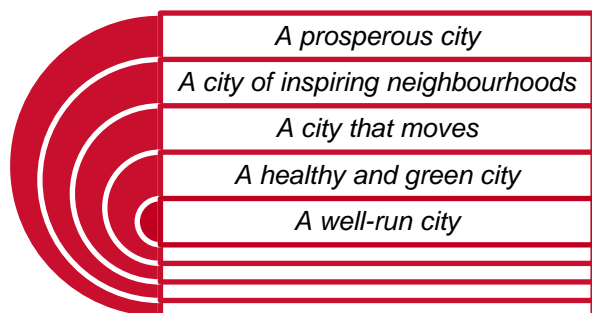 A prosperous city
A city of inspiring neighbourhoods
A city that moves
A healthy and green city
A well-run city